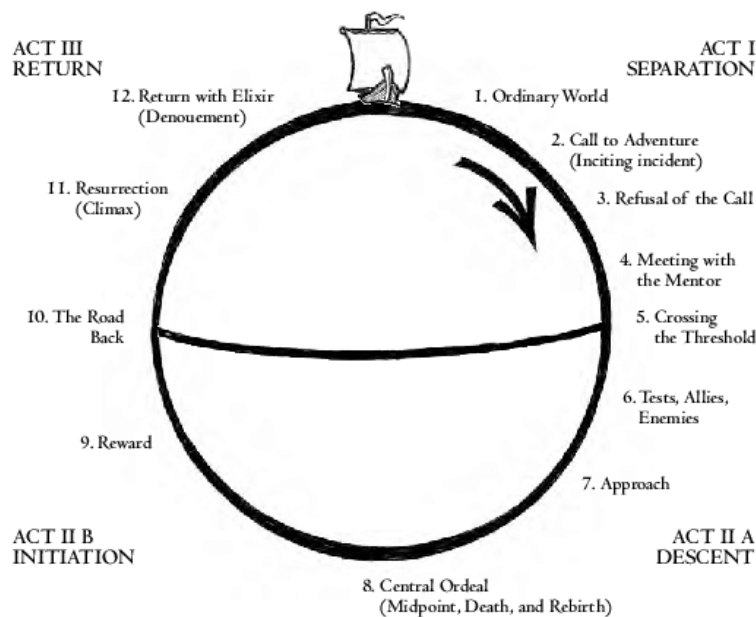 ACT III
RETURN
ACT I
SEPARATION
12. Return with Elixir
(Denouement)
1. Ordinary World
2. Call to Adventure
(Inciting incident)
11. Resurrection
(Climax)
3. Refusal of the Call
4. Meeting with
the Mentor
10. The Road
Back
5. Crossing
the Threshold
6. Tests, Allies,
Enemies
9. Reward
7. Approach
ACT II B
INITIATION
ACT II A
DESCENT
8. Central Ordeal
(Midpoint, Death, and Rebirth)